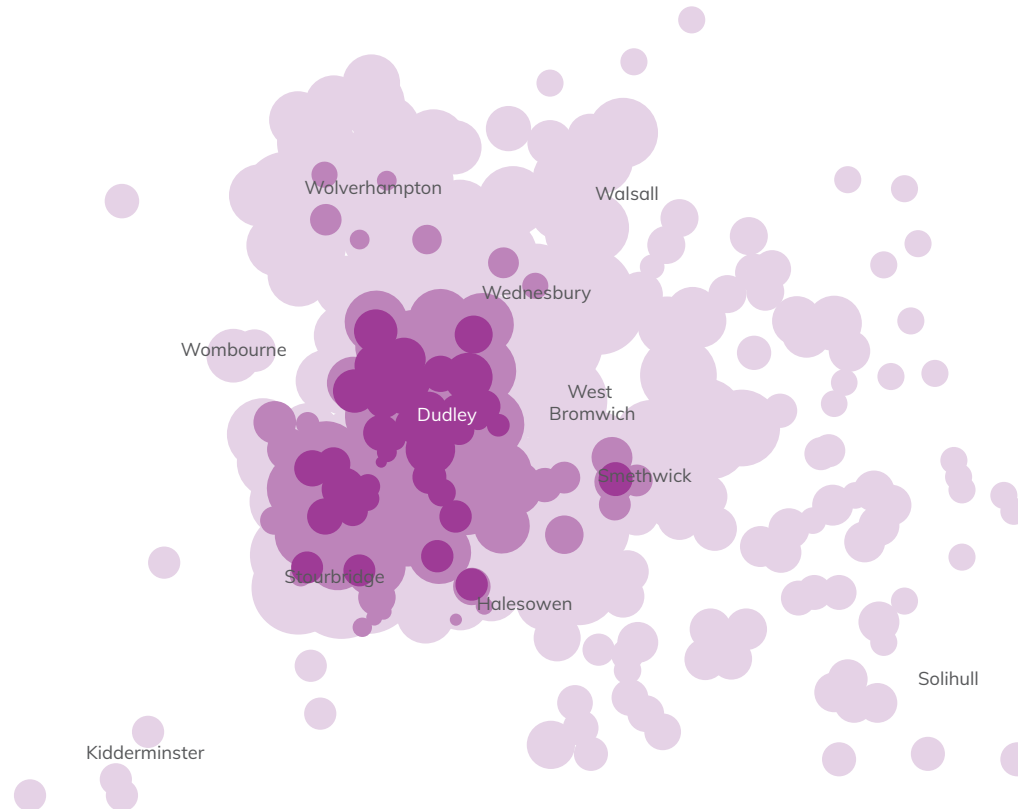 Wolverhampton
Walsall
Wednesbury
Wombourne
West
Bromwich
Dudley
Smethwick
Stourbridge
Halesowen
Solihull
Kidderminster